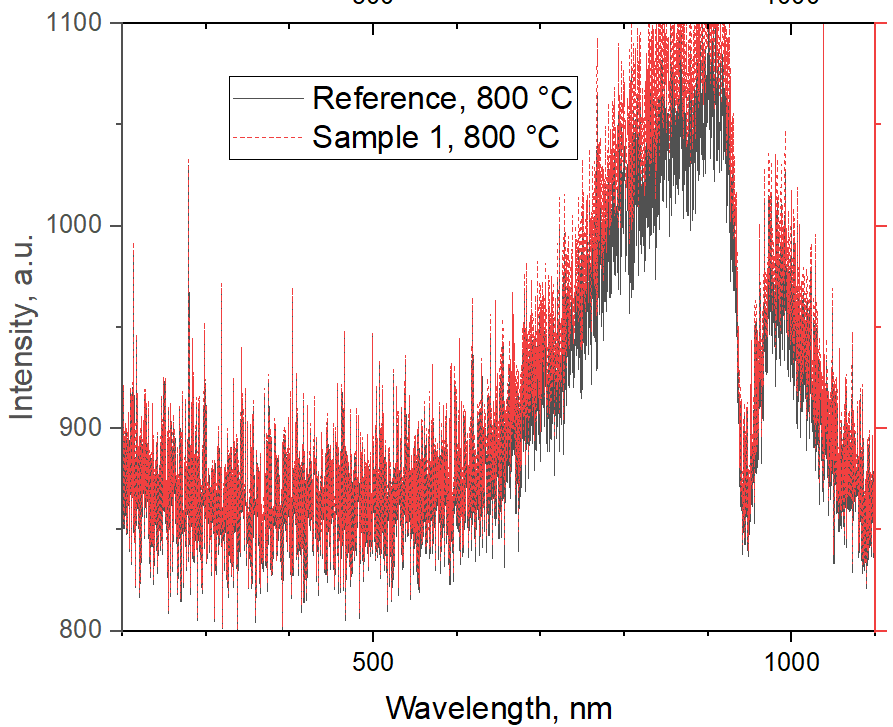 1100
Reference, 800 °C
Sample 1, 800 °C
1000
Intensity, a.u.
900
800
500
1000
Wavelength, nm